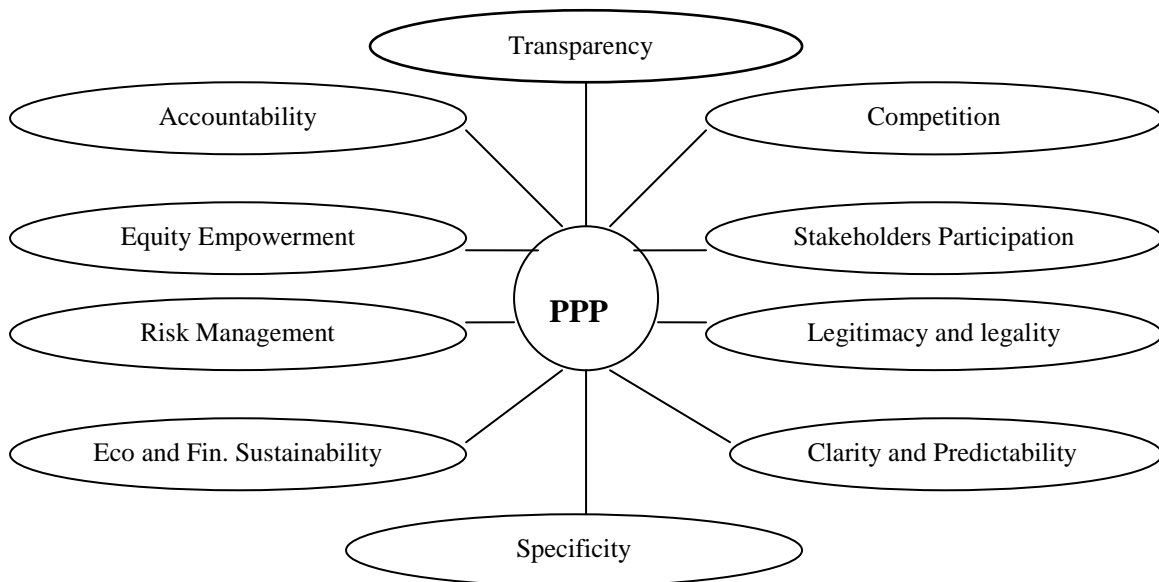 Transparency
Accountability
Competition
Equity Empowerment
Stakeholders Participation
PPP
Risk Management
Legitimacy and legality
Eco and Fin. Sustainability
Clarity and Predictability
Specificity